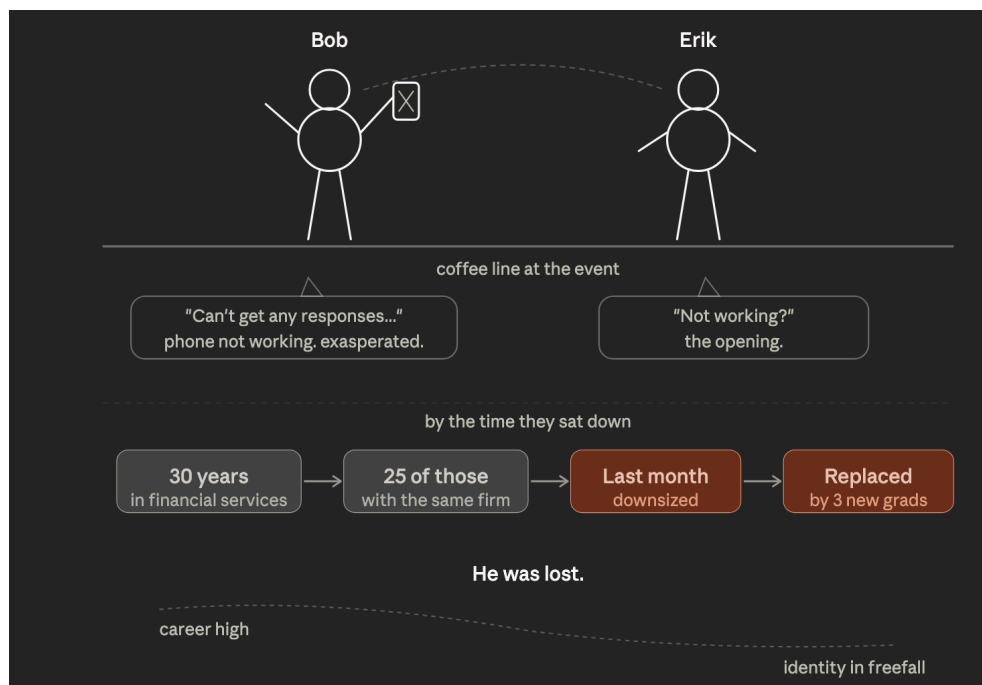 Bob
Erik
coffee line at the event
"Can't get any responses..."
phone not working. exasperated.
"Not working?"
the opening.
by the time they sat down
30 years
in financial services
25 of those
with the same firm
Last month
downsized
Replaced
by 3 new grads
He was lost.
career high
identity in freefall